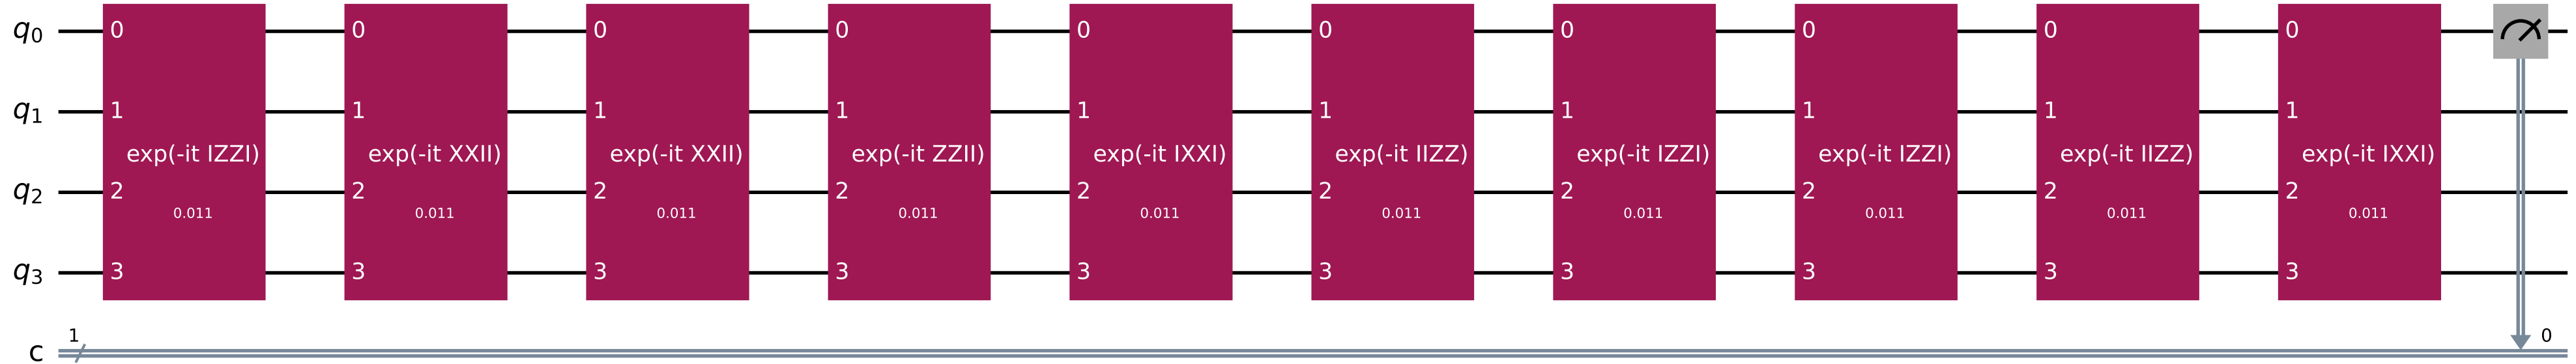 q0 0 0 0 0 0 0 0 0 0 0
q1 1 1 1 1 1 1 1 1 1 1
exp(-it IZZI) exp(-it XXII) exp(-it XXII) exp(-it ZZII) exp(-it IXXI) exp(-it IIZZ) exp(-it IZZI) exp(-it IZZI) exp(-it IIZZ) exp(-it IXXI)
q2 2 2 2 2 2 2 2 2 2 2
0.011 0.011 0.011 0.011 0.011 0.011 0.011 0.011 0.011 0.011
q3 3 3 3 3 3 3 3 3 3 3
1 0
c